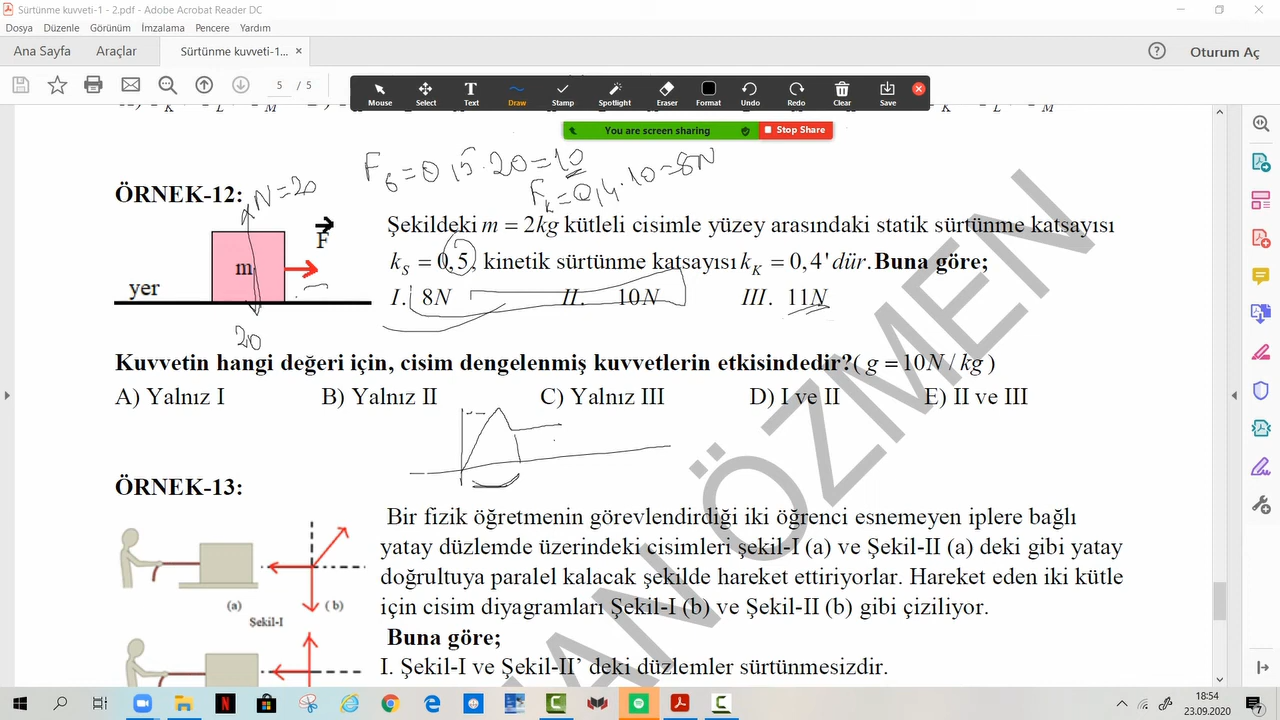 Sürtünme kuvveti-1 - 2.pdf - Adobe Acrobat Reader DC
Dosya Düzenle Görünüm İmzalama Pencere Yardım
Ana Sayfa Araçlar Sürtünme kuvveti-1... × Oturum Aç
5 / 5
Mouse Select Text Draw Stamp Spotlight Eraser Format Undo Redo Clear Save
You are screen sharing Stop Share
F = 0,5 · 20 = 10
ÖRNEK-12:
N = 20
F = 0,4 · 10 = 8N
F
m
yer
20
Şekildeki m = 2kg kütleli cisimle yüzey arasındaki statik sürtünme katsayısı
k_S = 0,5, kinetik sürtünme katsayısı k_K = 0,4' dür. Buna göre;
I. 8N II. 10N III. 11N
Kuvvetin hangi değeri için, cisim dengelenmiş kuvvetlerin etkisindedir?( g = 10N / kg )
A) Yalnız I B) Yalnız II C) Yalnız III D) I ve II E) II ve III
ÖRNEK-13:
(a) (b)
Şekil-I
Bir fizik öğretmenin görevlendirdiği iki öğrenci esnemeyen iplere bağlı
yatay düzlemde üzerindeki cisimleri şekil-I (a) ve Şekil-II (a) deki gibi yatay
doğrultuya paralel kalacak şekilde hareket ettiriyorlar. Hareket eden iki kütle
için cisim diyagramları Şekil-I (b) ve Şekil-II (b) gibi çiziliyor.
Buna göre;
I. Şekil-I ve Şekil-II' deki düzlemler sürtünmesizdir.
AN ÖZMEN
18:54
23.09.2020
7